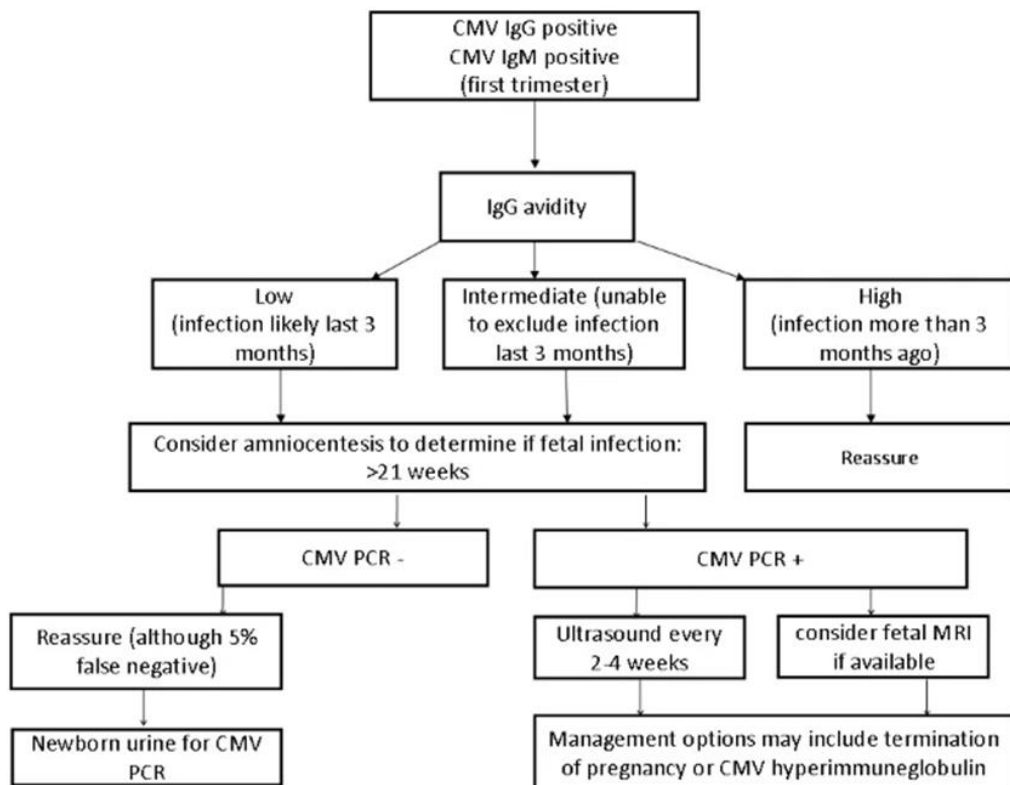 CMV IgG positive
CMV IgM positive
(first trimester)
IgG avidity
Low
(infection likely last 3
months)
Intermediate (unable
to exclude infection
last 3 months)
High
(infection more than 3
months ago)
Consider amniocentesis to determine if fetal infection:
>21 weeks
Reassure
CMV PCR -
CMV PCR +
Reassure (although 5%
false negative)
Ultrasound every
2-4 weeks
consider fetal MRI
if available
Newborn urine for CMV
PCR
Management options may include termination
of pregnancy or CMV hyperimmuneglobulin